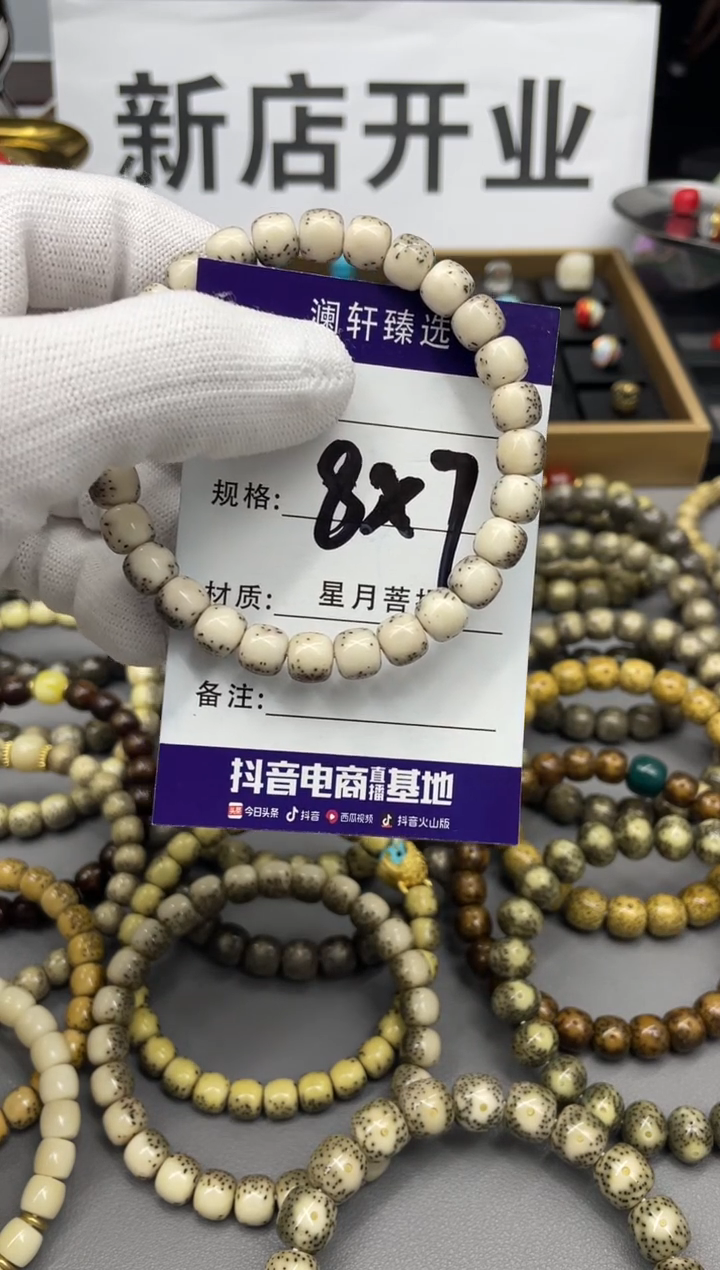 新店开业
澜轩臻选
规格: 8x7
材质: 星月菩
备注:
抖音电商直播基地
头条 今日头条 抖音 西瓜视频 抖音火山版